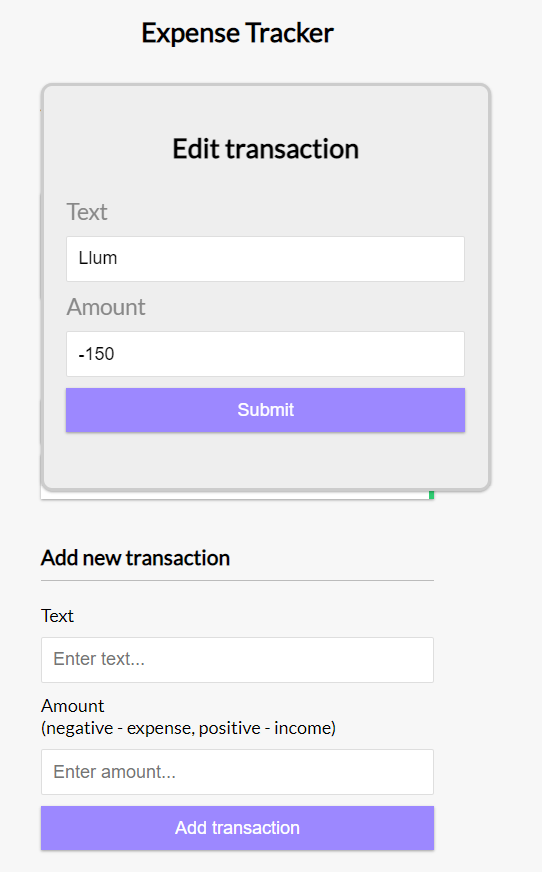 Expense Tracker
Edit transaction
Text
Llum
Amount
-150
Submit
Add new transaction
Text
Enter text...
Amount
(negative - expense, positive - income)
Enter amount...
Add transaction